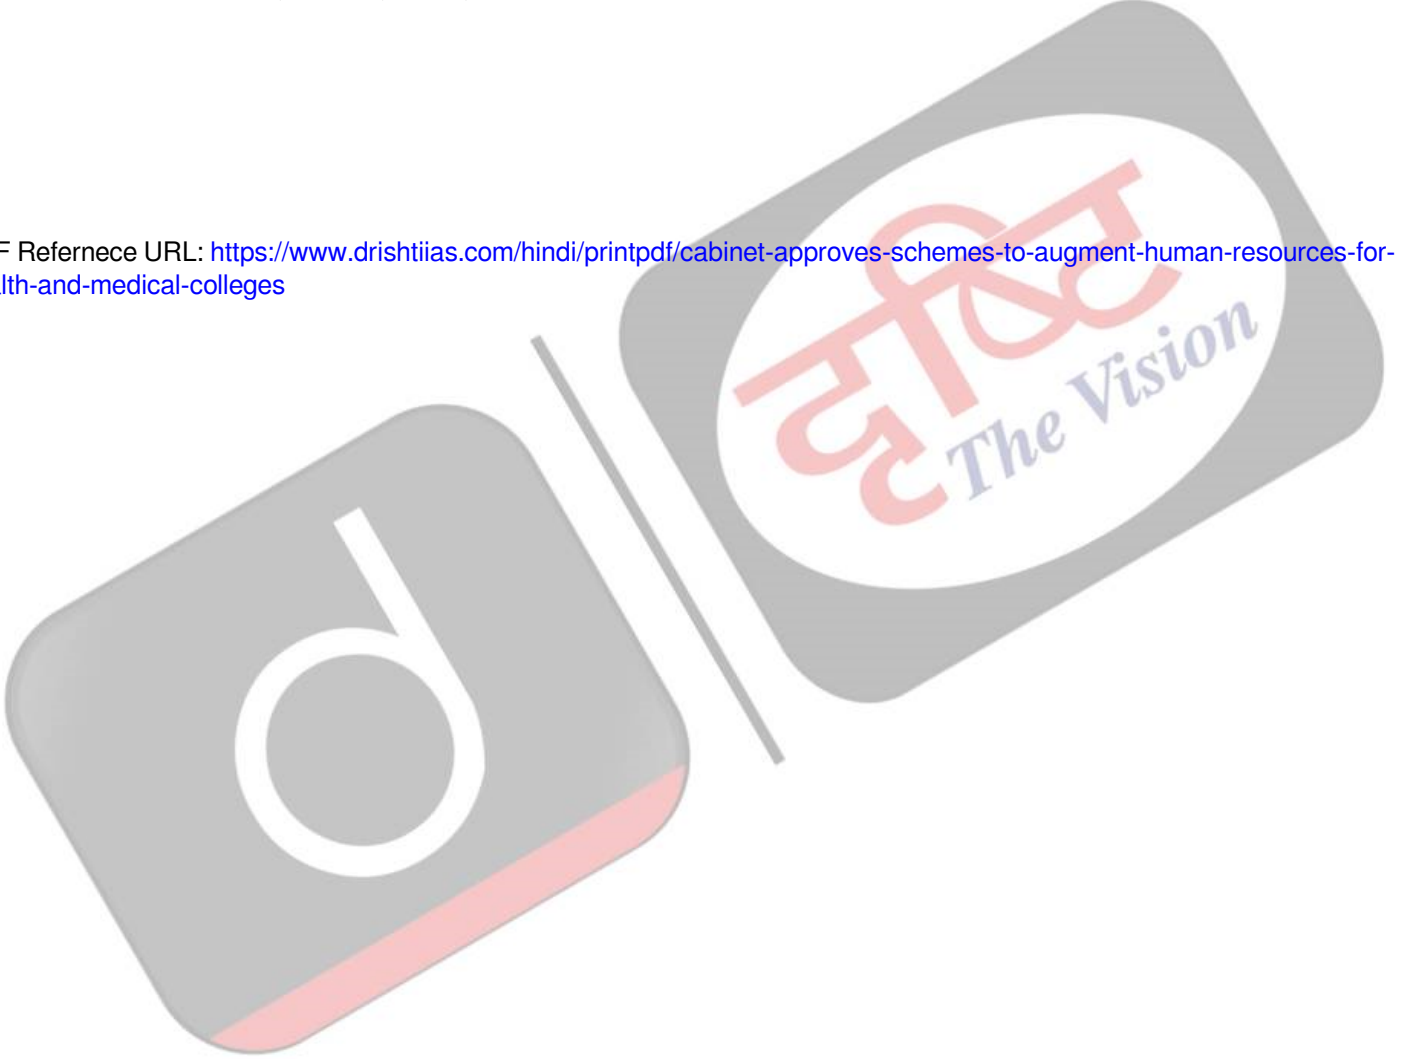 F Refernece URL: https://www.drishtiias.com/hindi/printpdf/cabinet-approves-schemes-to-augment-human-resources-for-
lth-and-medical-colleges
दृष्टि
The Vision
d